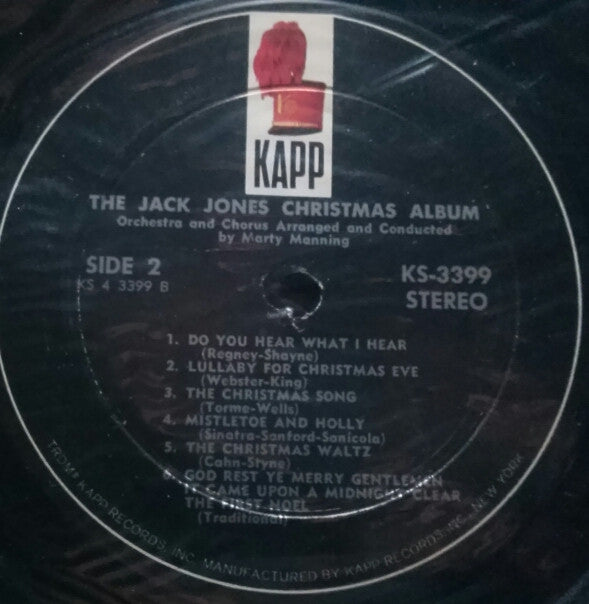 KAPP
THE JACK JONES CHRISTMAS ALBUM
Orchestra and Chorus Arranged and Conducted
by Marty Manning
SIDE 2
KS 4 3399 B
KS-3399
STEREO
1. DO YOU HEAR WHAT I HEAR
(Regney-Shayne)
2. LULLABY FOR CHRISTMAS EVE
(Webster-King)
3. THE CHRISTMAS SONG
(Torme-Wells)
4. MISTLETOE AND HOLLY
(Sinatra-Sanford-Sanicola)
5. THE CHRISTMAS WALTZ
(Cahn-Styne)
6. GOD REST YE MERRY GENTLEMEN
IT CAME UPON A MIDNIGHT CLEAR
THE FIRST NOEL
(Traditional)
KAPP RECORDS, INC. MANUFACTURED BY KAPP RECORDS, INC., NEW YORK